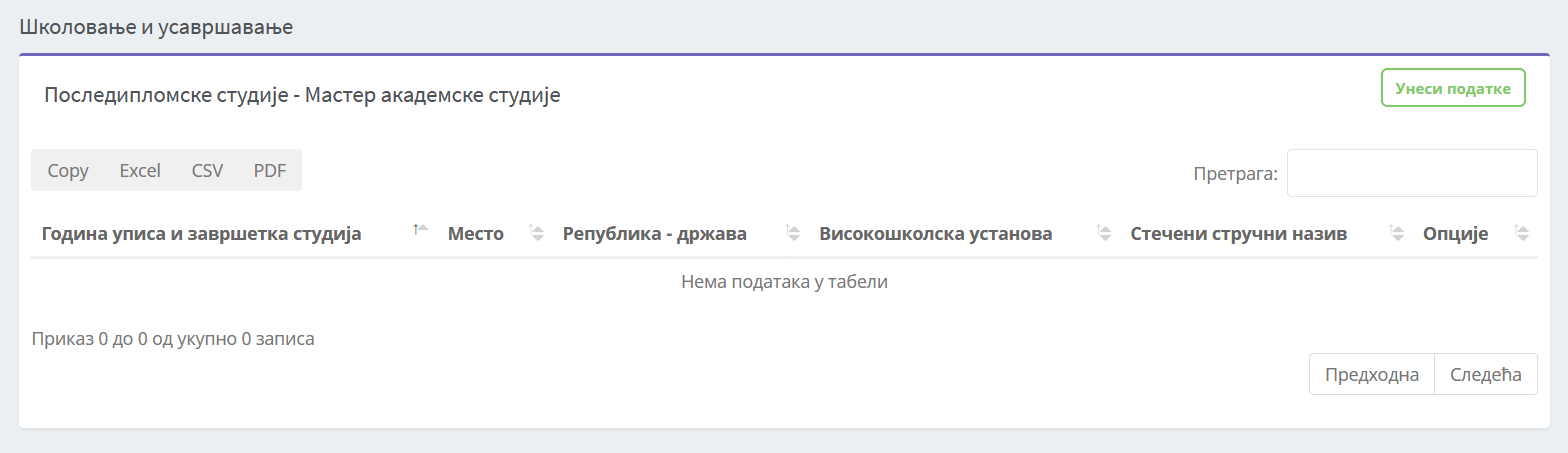 Школовање и усавршавање
Последипломске студије - Мастер академске студије
Унеси податке
Copy Excel CSV PDF
Претрага:
Година уписа и завршетка студија Место Република - држава Високошколска установа Стечени стручни назив Опције
Нема података у табели
Приказ 0 до 0 од укупно 0 записа
Предходна Следећа